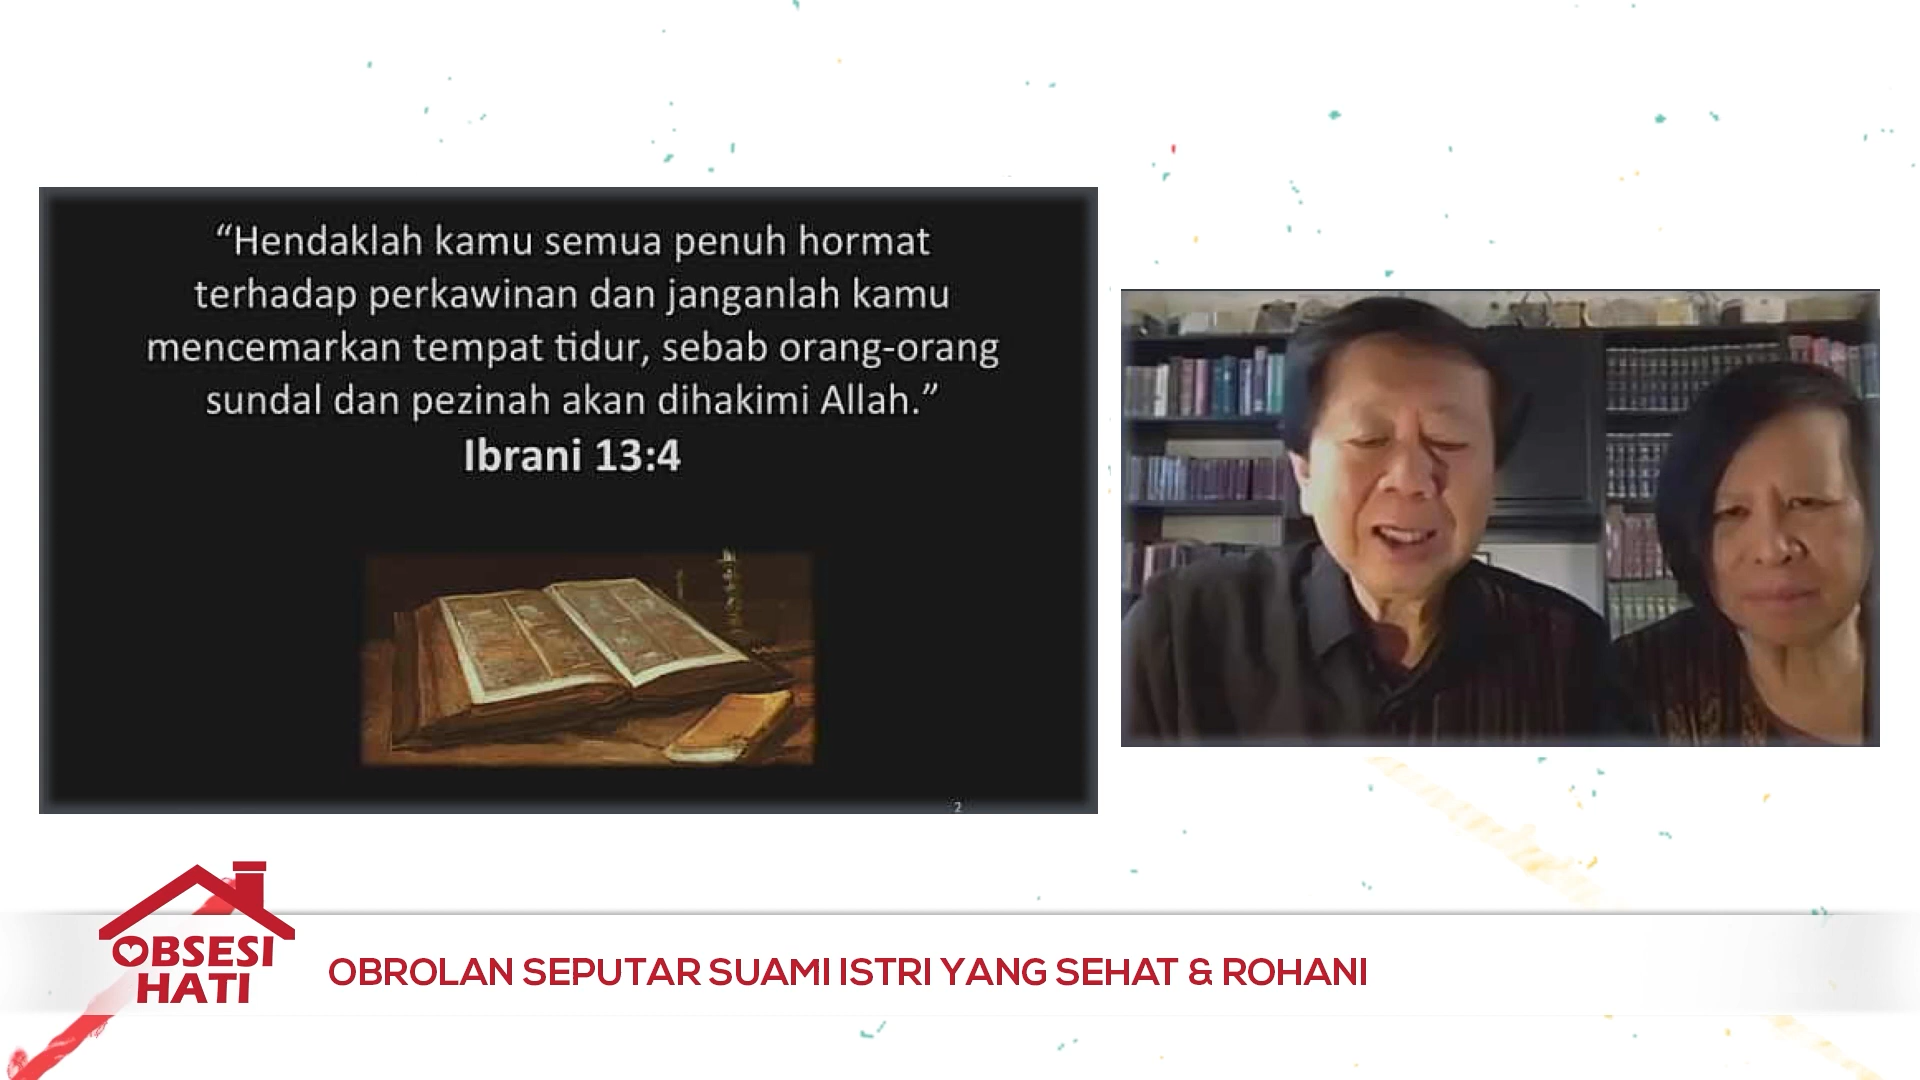 “Hendaklah kamu semua penuh hormat
terhadap perkawinan dan janganlah kamu
mencemarkan tempat tidur, sebab orang-orang
sundal dan pezinah akan dihakimi Allah.”
Ibrani 13:4
2
OBSESI
HATI
OBROLAN SEPUTAR SUAMI ISTRI YANG SEHAT & ROHANI